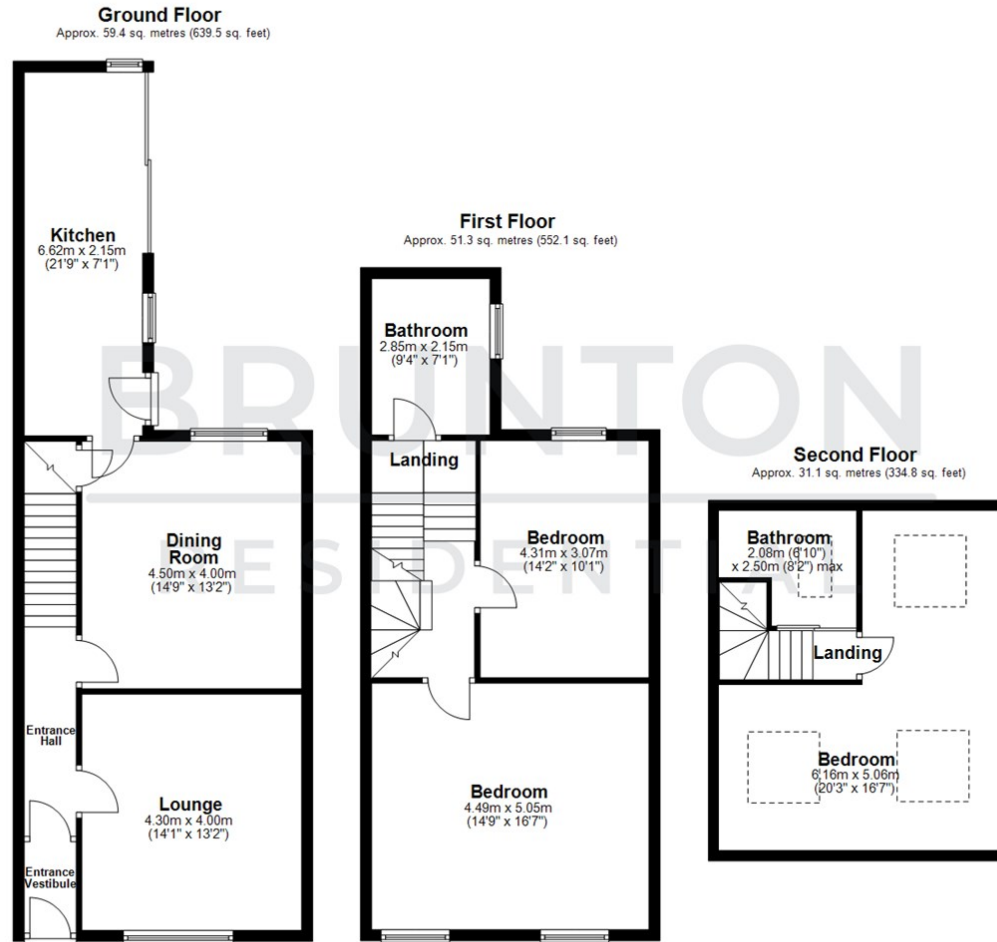 Ground Floor
Approx. 59.4 sq. metres (639.5 sq. feet)
Kitchen
6.62m x 2.15m
(21'9" x 7'1")
Dining
Room
4.50m x 4.00m
(14'9" x 13'2")
Entrance
Hall
Lounge
4.30m x 4.00m
(14'1" x 13'2")
Entrance
Vestibule
First Floor
Approx. 51.3 sq. metres (552.1 sq. feet)
Bathroom
2.85m x 2.15m
(9'4" x 7'1")
Landing
Bedroom
4.31m x 3.07m
(14'2" x 10'1")
Bedroom
4.49m x 5.05m
(14'9" x 16'7")
Second Floor
Approx. 31.1 sq. metres (334.8 sq. feet)
Bathroom
2.08m (6'10")
x 2.50m (8'2") max
Landing
Bedroom
6.16m x 5.06m
(20'3" x 16'7")
BRUNTON
RESIDENTIAL